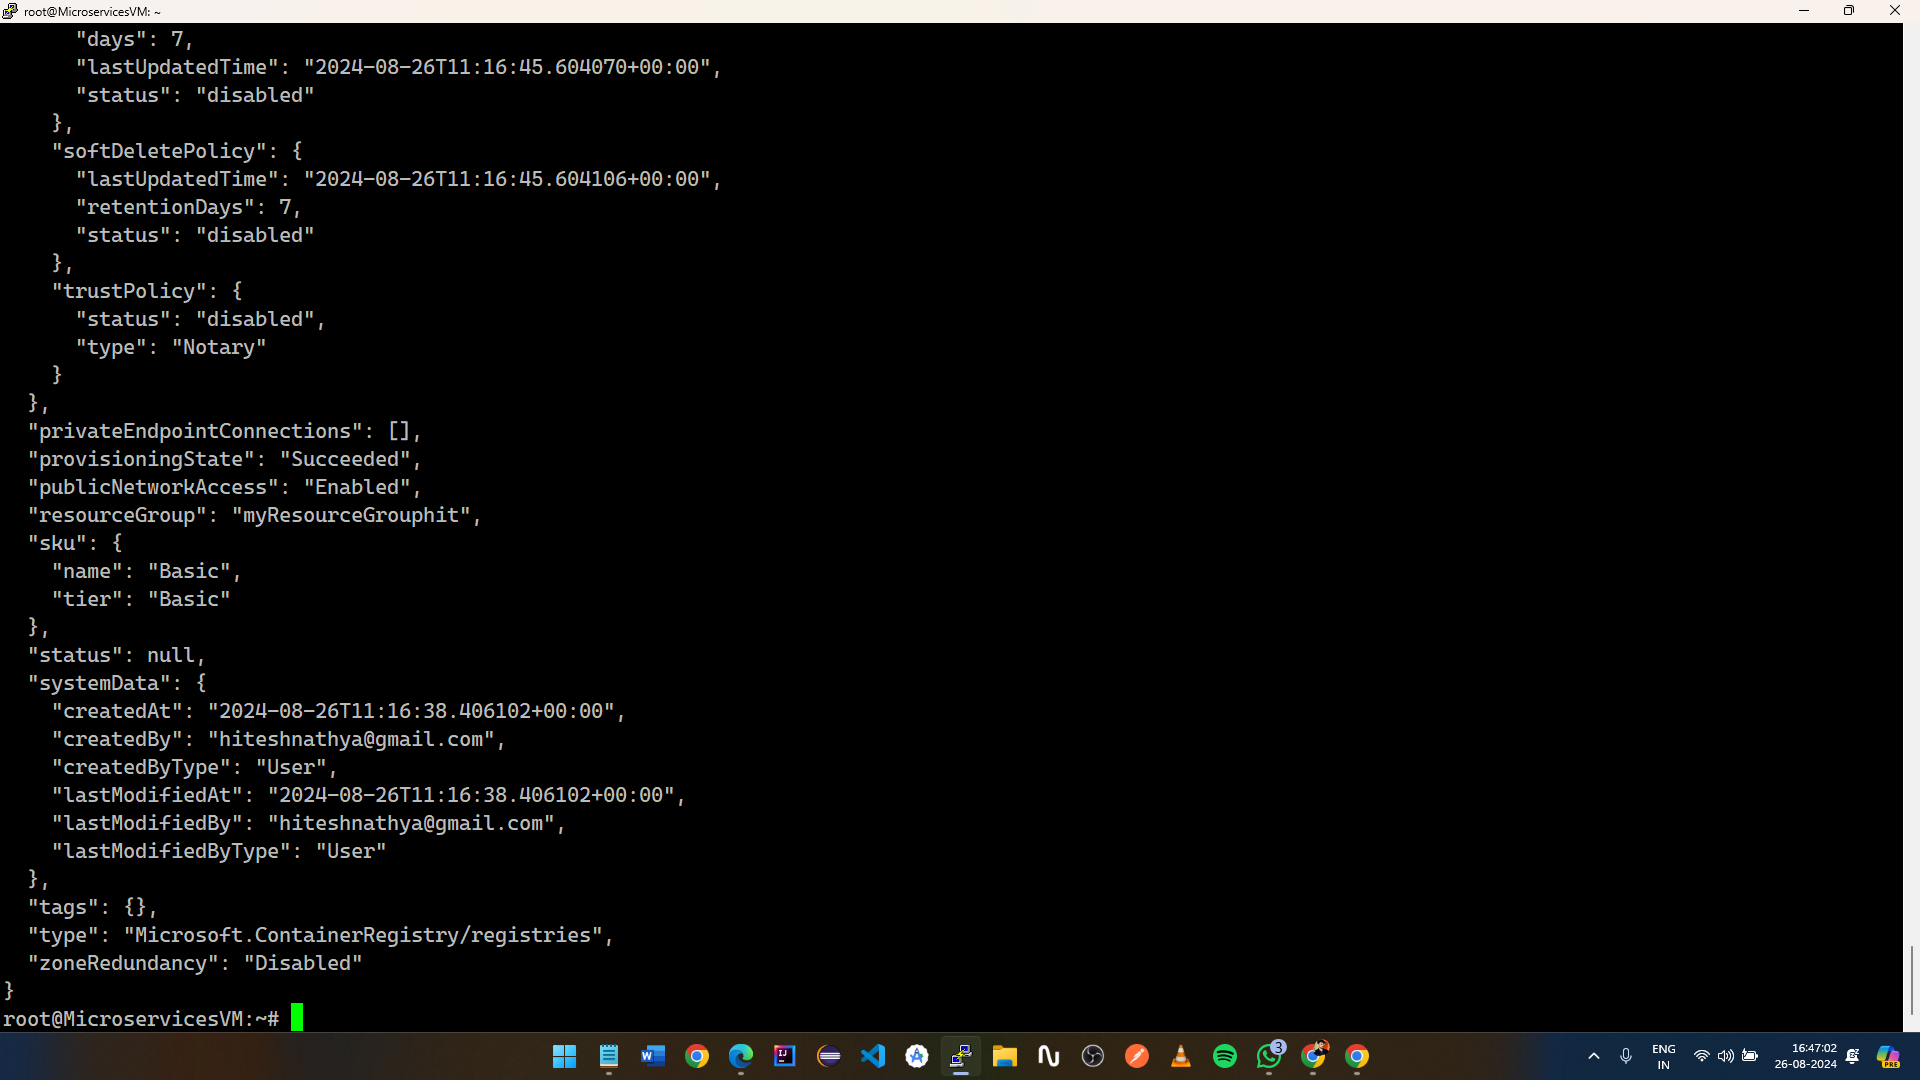 root@MicroservicesVM: ~
      "days": 7,
      "lastUpdatedTime": "2024-08-26T11:16:45.604070+00:00",
      "status": "disabled"
    },
    "softDeletePolicy": {
      "lastUpdatedTime": "2024-08-26T11:16:45.604106+00:00",
      "retentionDays": 7,
      "status": "disabled"
    },
    "trustPolicy": {
      "status": "disabled",
      "type": "Notary"
    }
  },
  "privateEndpointConnections": [],
  "provisioningState": "Succeeded",
  "publicNetworkAccess": "Enabled",
  "resourceGroup": "myResourceGrouphit",
  "sku": {
    "name": "Basic",
    "tier": "Basic"
  },
  "status": null,
  "systemData": {
    "createdAt": "2024-08-26T11:16:38.406102+00:00",
    "createdBy": "hiteshnathya@gmail.com",
    "createdByType": "User",
    "lastModifiedAt": "2024-08-26T11:16:38.406102+00:00",
    "lastModifiedBy": "hiteshnathya@gmail.com",
    "lastModifiedByType": "User"
  },
  "tags": {},
  "type": "Microsoft.ContainerRegistry/registries",
  "zoneRedundancy": "Disabled"
}
root@MicroservicesVM:~#
3
ENG
IN
16:47:02
26-08-2024
PRE